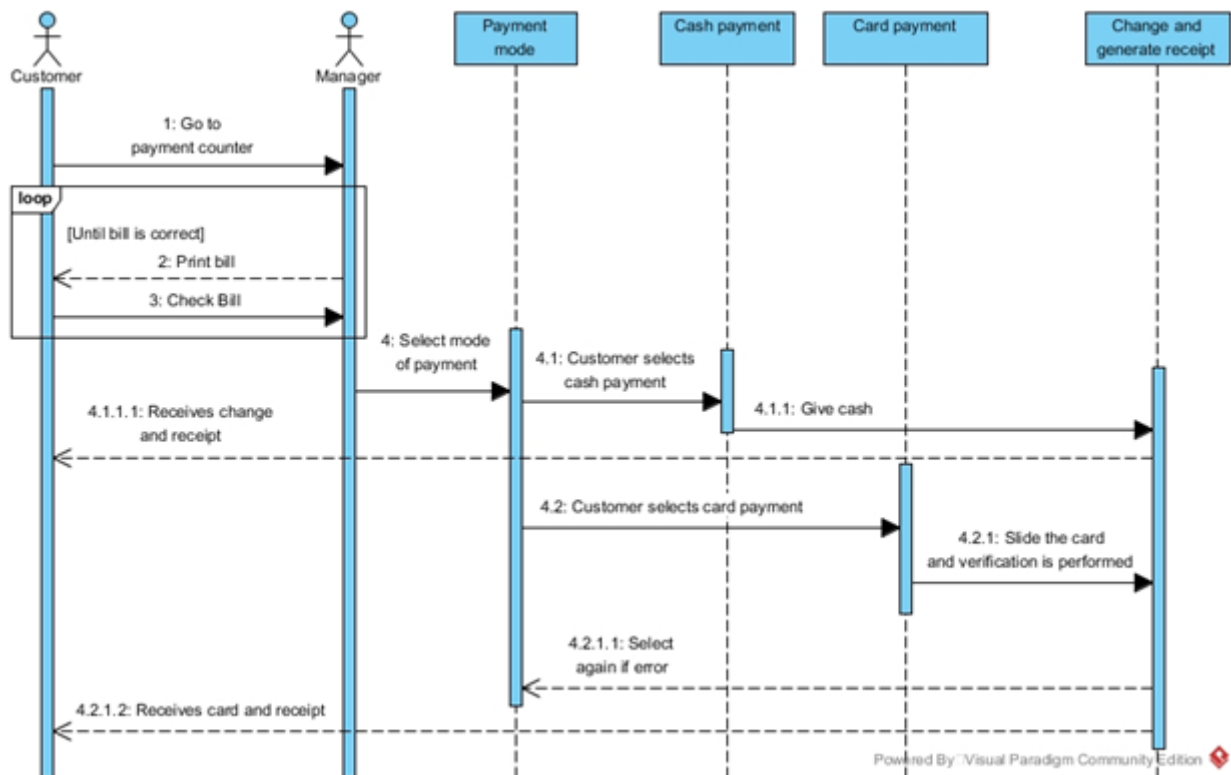 Payment
mode
Cash payment
Card payment
Change and
generate receipt
Customer
Manager
1: Go to
payment counter
loop
[Until bill is correct]
2: Print bill
3: Check Bill
4: Select mode
of payment
4.1: Customer selects
cash payment
4.1.1: Give cash
4.1.1.1: Receives change
and receipt
4.2: Customer selects card payment
4.2.1: Slide the card
and verification is performed
4.2.1.1: Select
again if error
4.2.1.2: Receives card and receipt
Powered By Visual Paradigm Community Edition